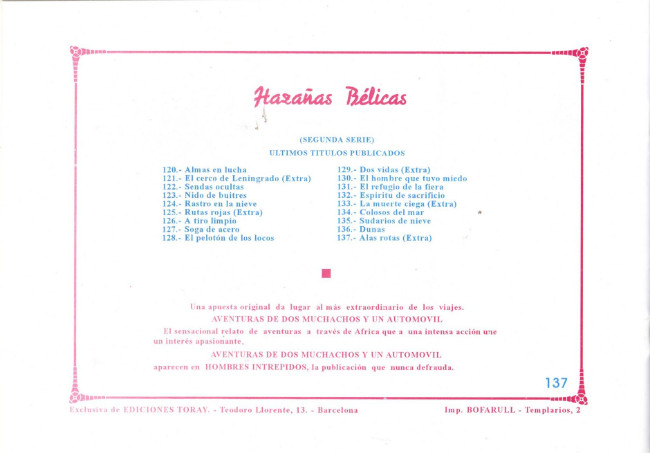 Hazañas Bélicas
(SEGUNDA SERIE)
ULTIMOS TITULOS PUBLICADOS
120.- Almas en lucha
121.- El cerco de Leningrado (Extra)
122.- Sendas ocultas
123.- Nido de buitres
124.- Rastro en la nieve
125.- Rutas rojas (Extra)
126.- A tiro limpio
127.- Soga de acero
128.- El pelotón de los locos
129.- Dos vidas (Extra)
130.- El hombre que tuvo miedo
131.- El refugio de la fiera
132.- Espíritu de sacrificio
133.- La muerte ciega (Extra)
134.- Colosos del mar
135.- Sudarios de nieve
136.- Dunas
137.- Alas rotas (Extra)
Una apuesta original da lugar al más extraordinario de los viajes.
AVENTURAS DE DOS MUCHACHOS Y UN AUTOMOVIL
El sensacional relato de aventuras a través de Africa que a una intensa acción une
un interés apasionante.
AVENTURAS DE DOS MUCHACHOS Y UN AUTOMOVIL
aparecen en HOMBRES INTREPIDOS, la publicación que nunca defrauda.
137
Exclusiva de EDICIONES TORAY. - Teodoro Llorente, 13. - Barcelona
Imp. BOFARULL - Templarios, 2